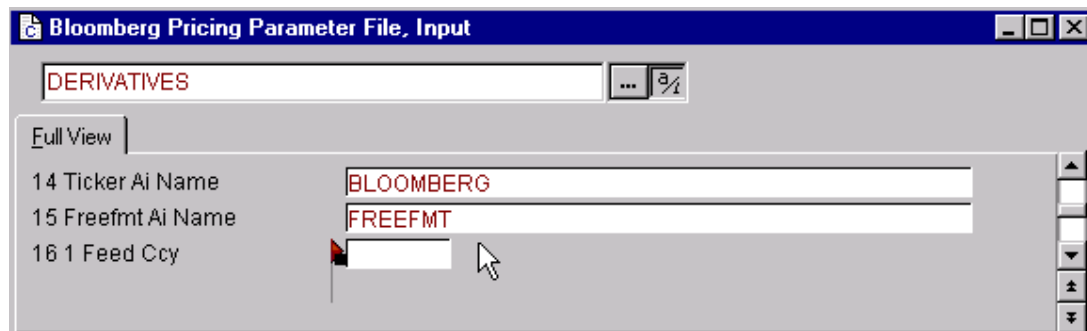 Bloomberg Pricing Parameter File, Input
DERIVATIVES ... a/i
Full View
14 Ticker Ai Name BLOOMBERG
15 Freefmt Ai Name FREEFMT
16 1 Feed Ccy